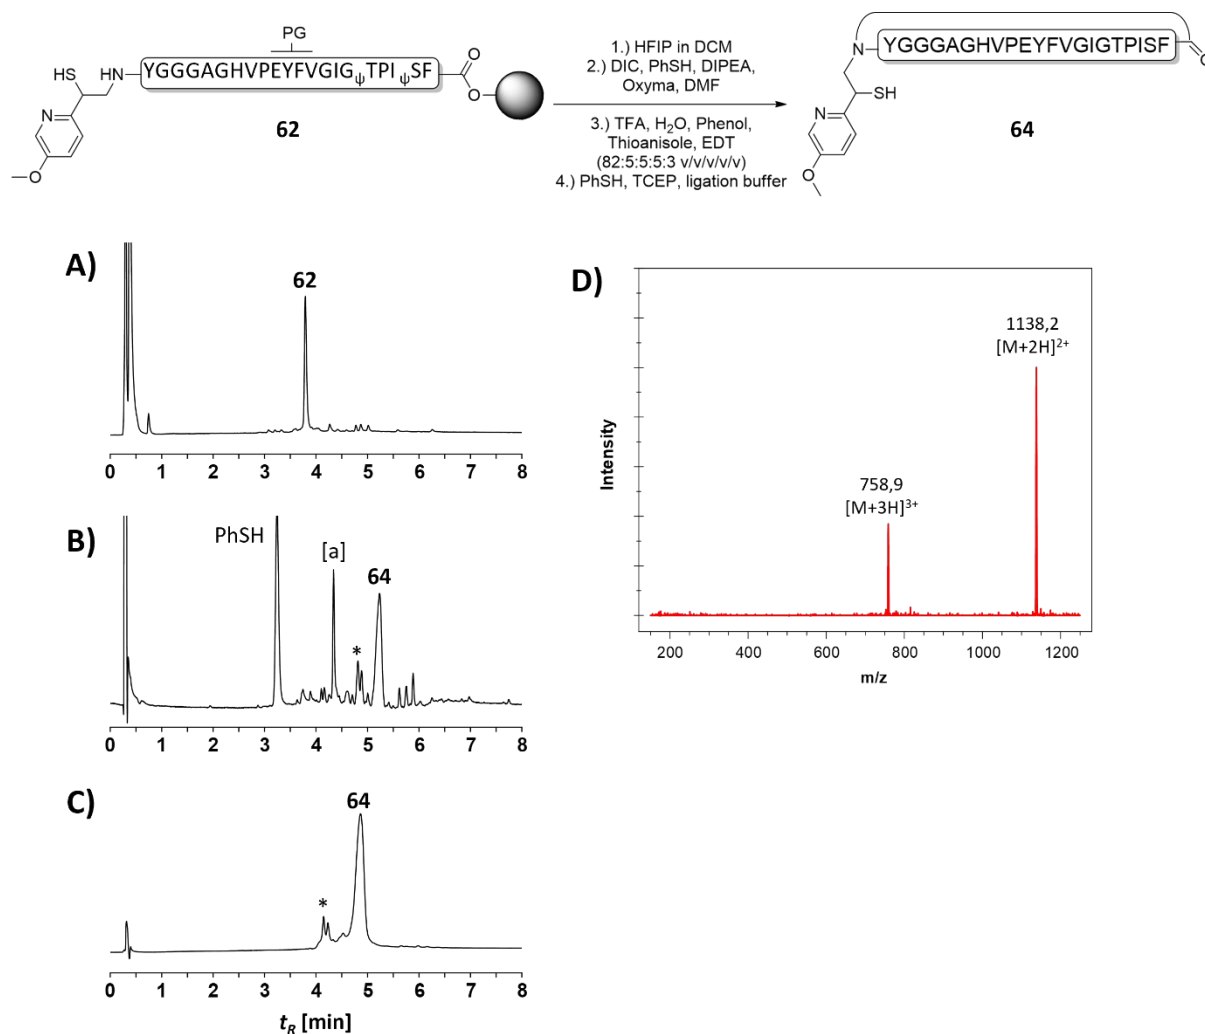 PG
HS
HN
YGGGAGHVPEYFVGIGψTPIψSF
O
O
N
O
62
1.) HFIP in DCM
2.) DIC, PhSH, DIPEA,
Oxyma, DMF
3.) TFA, H2O, Phenol,
Thioanisole, EDT
(82:5:5:5:3 v/v/v/v/v)
4.) PhSH, TCEP, ligation buffer
N
YGGGAGHVPEYFVGIGTPISF
O
SH
N
O
64
A)
62
0 1 2 3 4 5 6 7 8
B)
PhSH
[a]
64
*
0 1 2 3 4 5 6 7 8
C)
64
*
0 1 2 3 4 5 6 7 8
tR [min]
D)
1138,2
[M+2H]2+
758,9
[M+3H]3+
Intensity
200 400 600 800 1000 1200
m/z